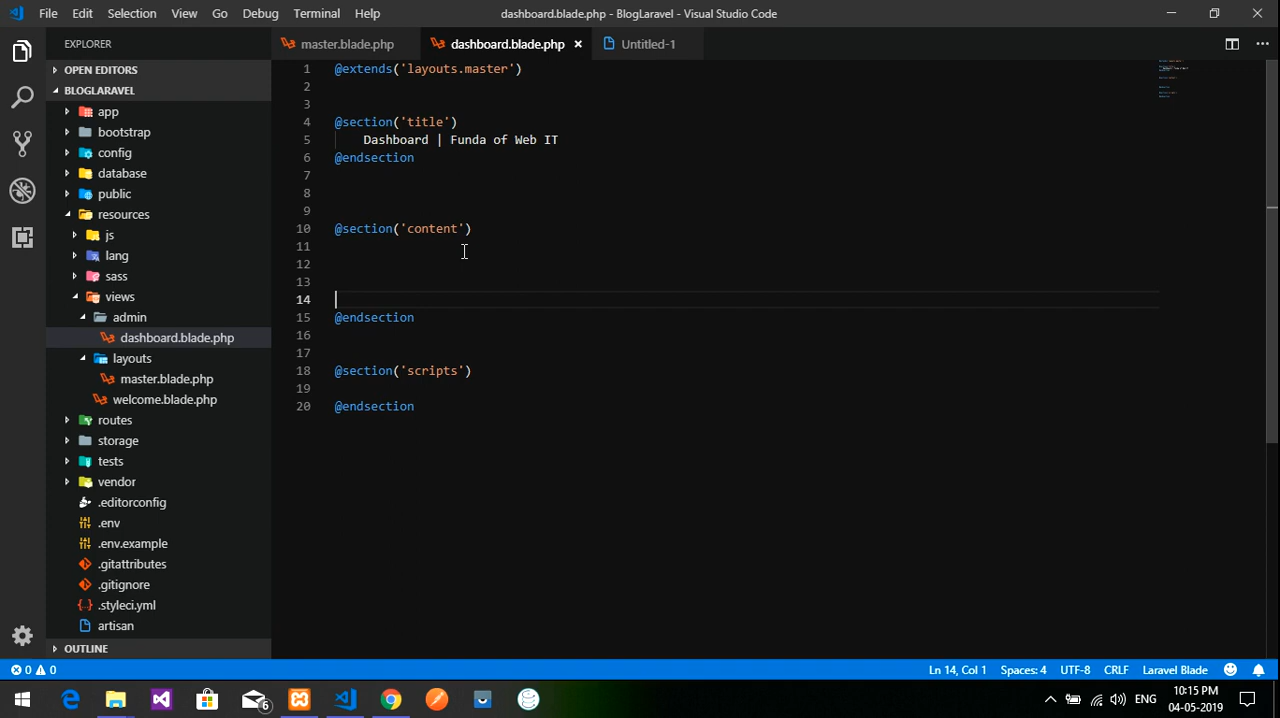 File Edit Selection View Go Debug Terminal Help
dashboard.blade.php - BlogLaravel - Visual Studio Code
EXPLORER
OPEN EDITORS
BLOGLARAVEL
app
bootstrap
config
database
public
resources
js
lang
sass
views
admin
dashboard.blade.php
layouts
master.blade.php
welcome.blade.php
routes
storage
tests
vendor
.editorconfig
.env
.env.example
.gitattributes
.gitignore
.styleci.yml
artisan
OUTLINE
master.blade.php dashboard.blade.php Untitled-1
1 @extends('layouts.master')
2
3
4 @section('title')
5 Dashboard | Funda of Web IT
6 @endsection
7
8
9
10 @section('content')
11
12
13
14
15 @endsection
16
17
18 @section('scripts')
19
20 @endsection
0 0 Ln 14, Col 1 Spaces: 4 UTF-8 CRLF Laravel Blade
6 ENG 10:15 PM
04-05-2019